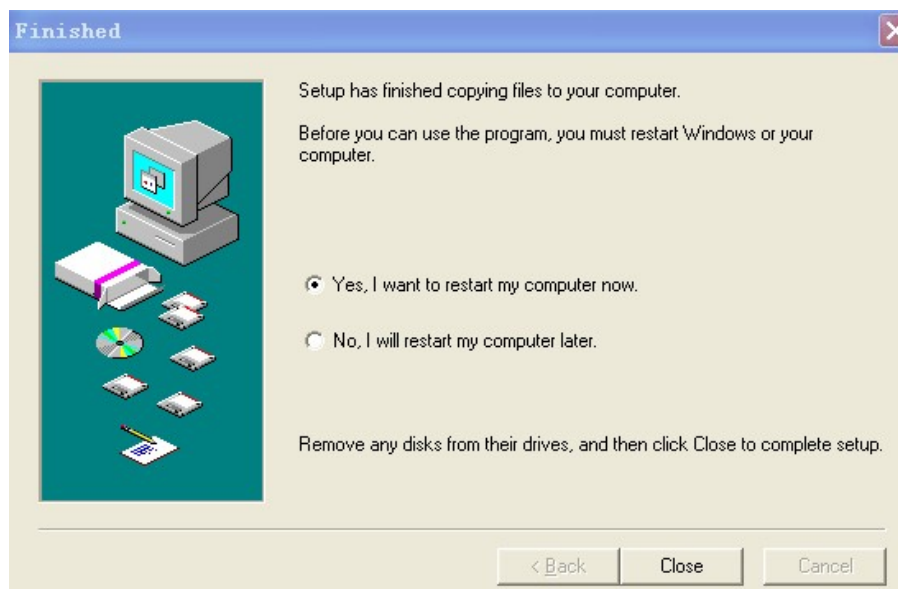 Finished
Setup has finished copying files to your computer.
Before you can use the program, you must restart Windows or your
computer.
Yes, I want to restart my computer now.
No, I will restart my computer later.
Remove any disks from their drives, and then click Close to complete setup.
< Back
Close
Cancel